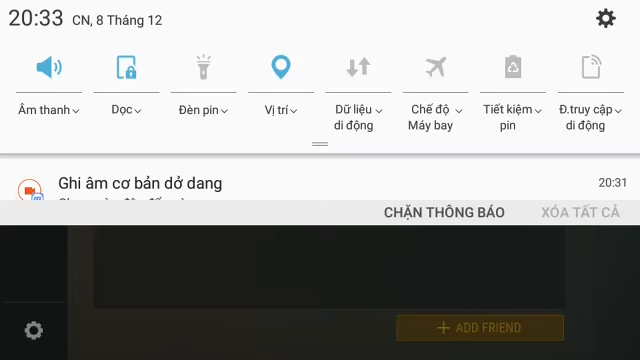 20:33 CN, 8 Tháng 12
Âm thanh
Dọc
Đèn pin
Vị trí
Dữ liệu
di động
Chế độ
Máy bay
Tiết kiệm
pin
Đ.truy cập
di động
Ghi âm cơ bản dở dang
20:31
CHẶN THÔNG BÁO
XÓA TẤT CẢ
ADD FRIEND